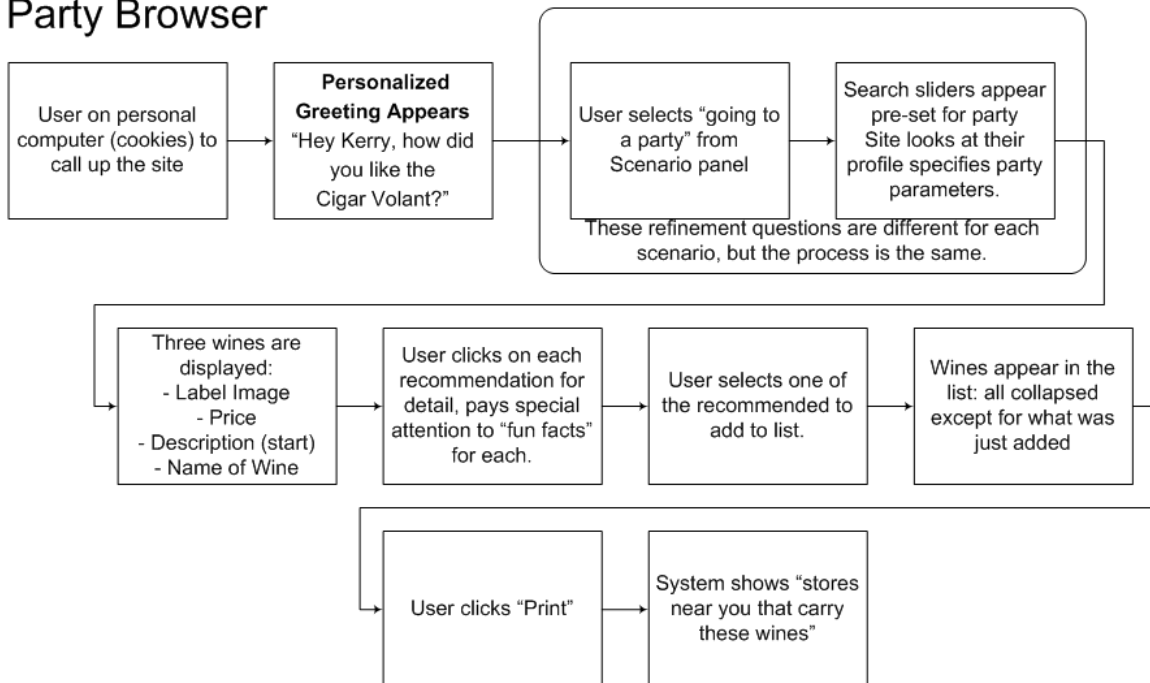 Party Browser
User on personal
computer (cookies) to
call up the site
Personalized
Greeting Appears
“Hey Kerry, how did
you like the
Cigar Volant?”
User selects “going to
a party” from
Scenario panel
Search sliders appear
pre-set for party
Site looks at their
profile specifies party
parameters.
These refinement questions are different for each
scenario, but the process is the same.
Three wines are
displayed:
- Label Image
- Price
- Description (start)
- Name of Wine
User clicks on each
recommendation for
detail, pays special
attention to “fun facts”
for each.
User selects one of
the recommended to
add to list.
Wines appear in the
list: all collapsed
except for what was
just added
User clicks “Print”
System shows “stores
near you that carry
these wines”